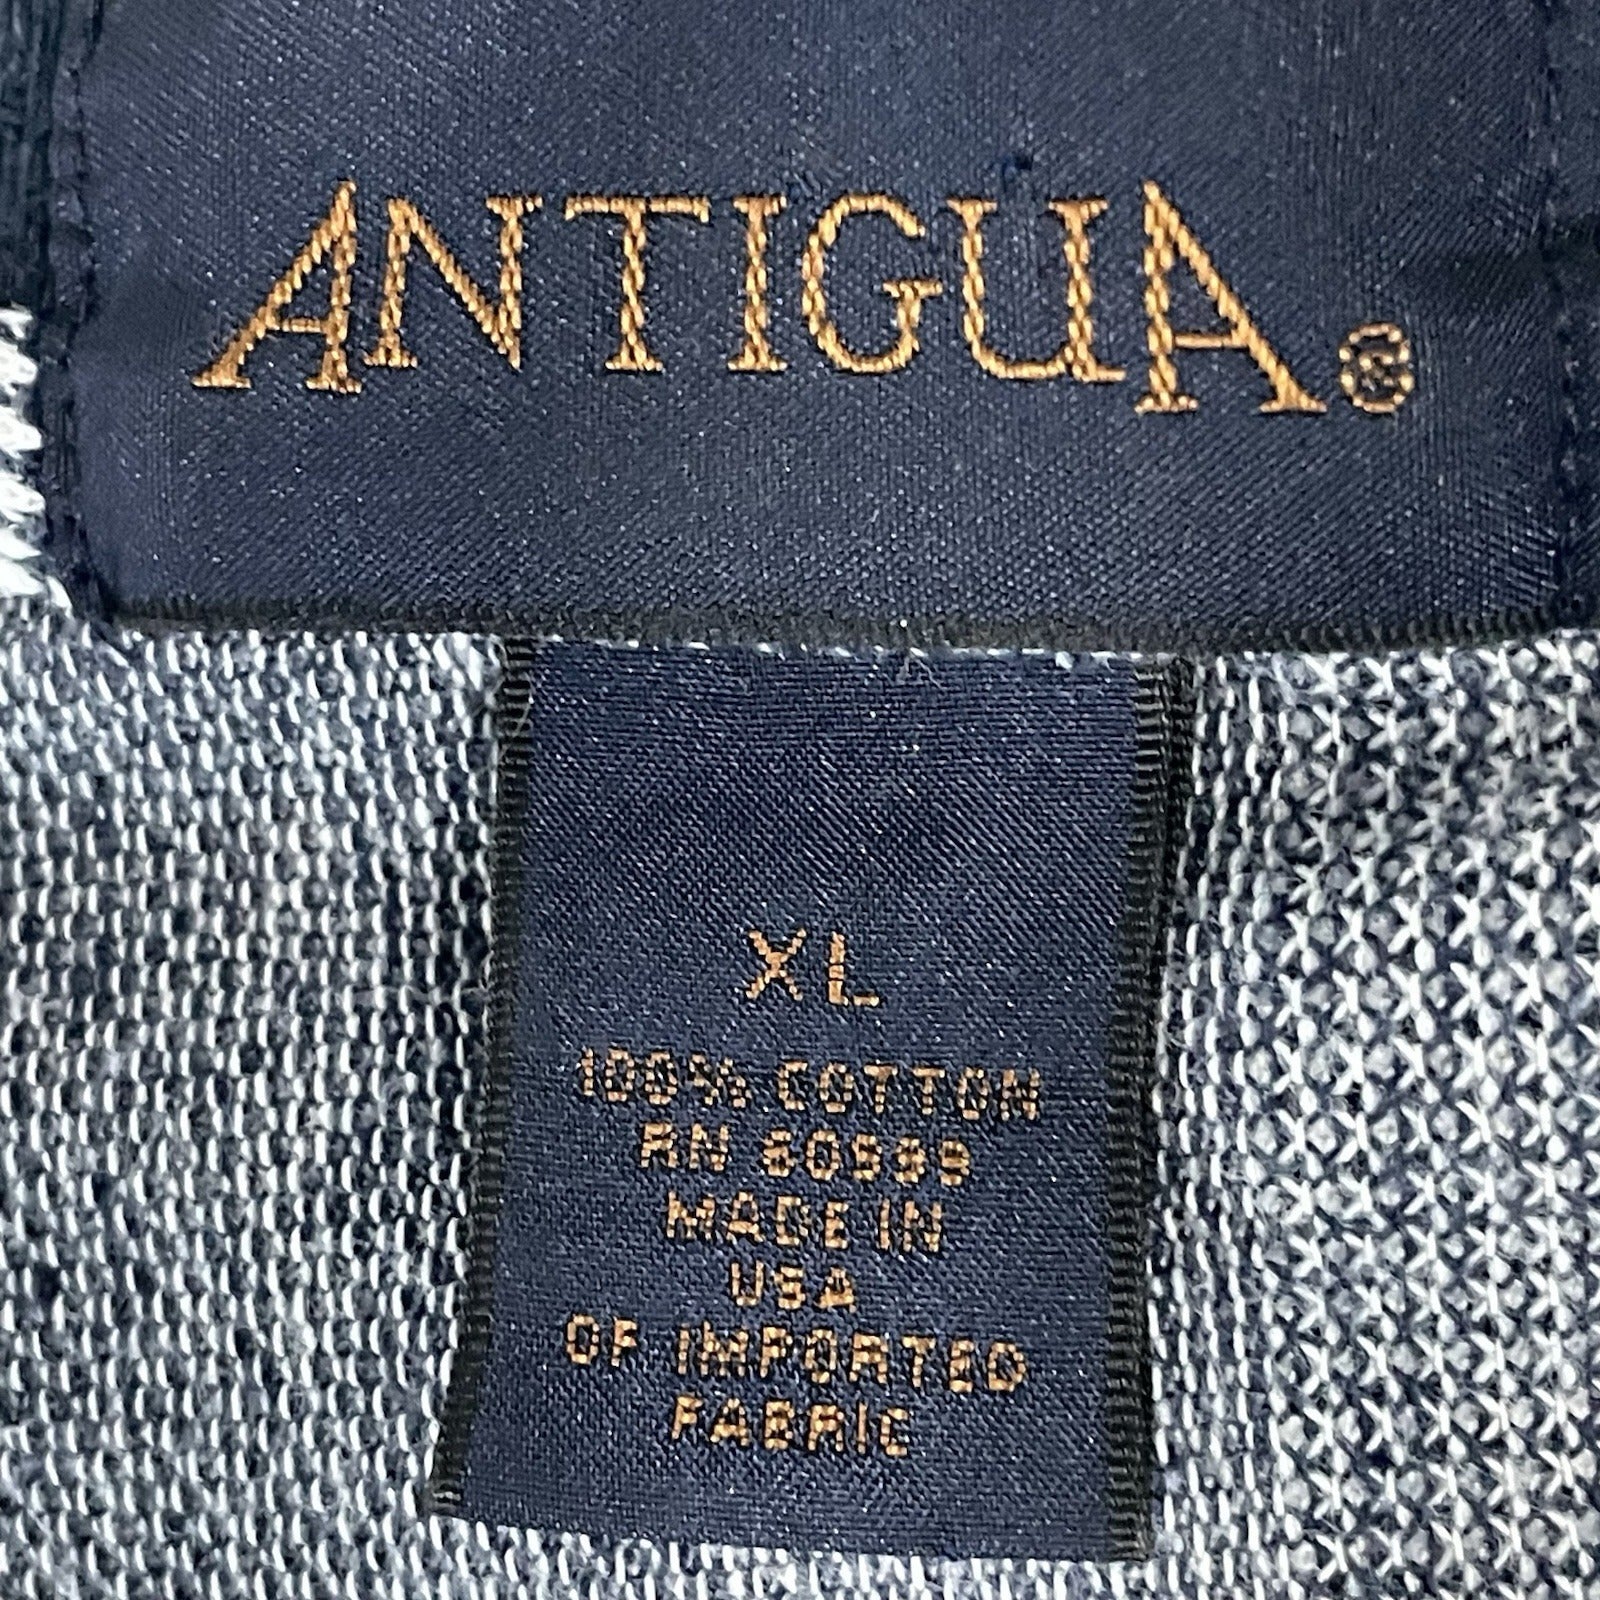 ANTIGUA®
XL
100% COTTON
RN 60999
MADE IN
USA
OF IMPORTED
FABRIC